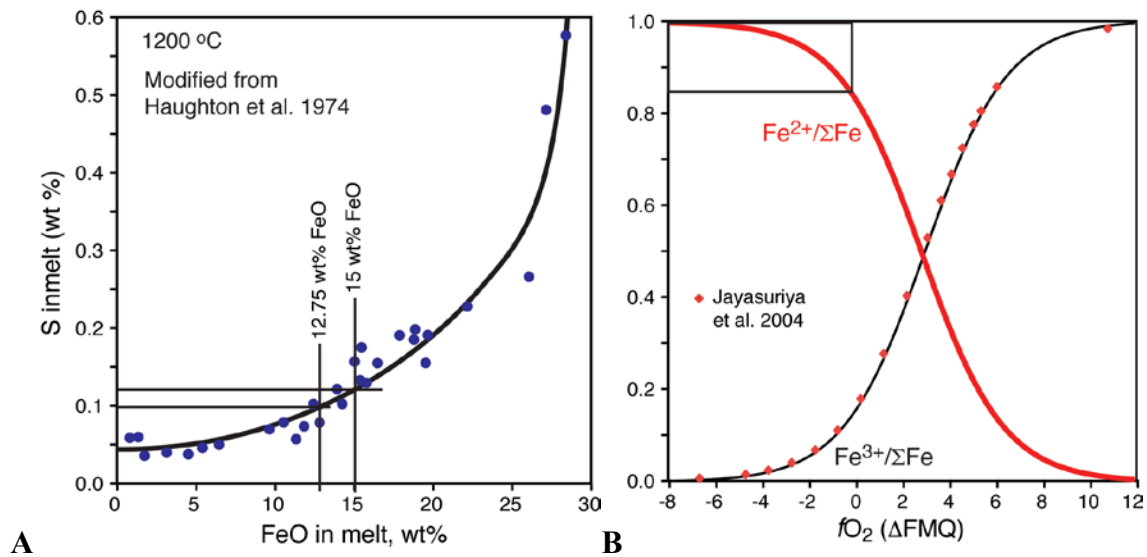 0.6
0.5
0.4
0.3
0.2
0.1
0.0
S inmelt (wt %)
1200 ºC
Modified from
Haughton et al. 1974
12.75 wt% FeO
15 wt% FeO
0
5
10
15
20
25
30
FeO in melt, wt%
A
1.0
0.8
0.6
0.4
0.2
0.0
Fe2+/ΣFe
Jayasuriya
et al. 2004
Fe3+/ΣFe
-8
-6
-4
-2
0
2
4
6
8
10
12
fO2 (ΔFMQ)
B